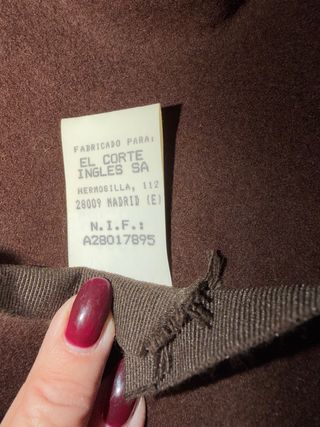 FABRICADO PARA:
EL CORTE
INGLES SA
HERMOSILLA, 112
28009 MADRID (E)
N.I.F.:
A28017895